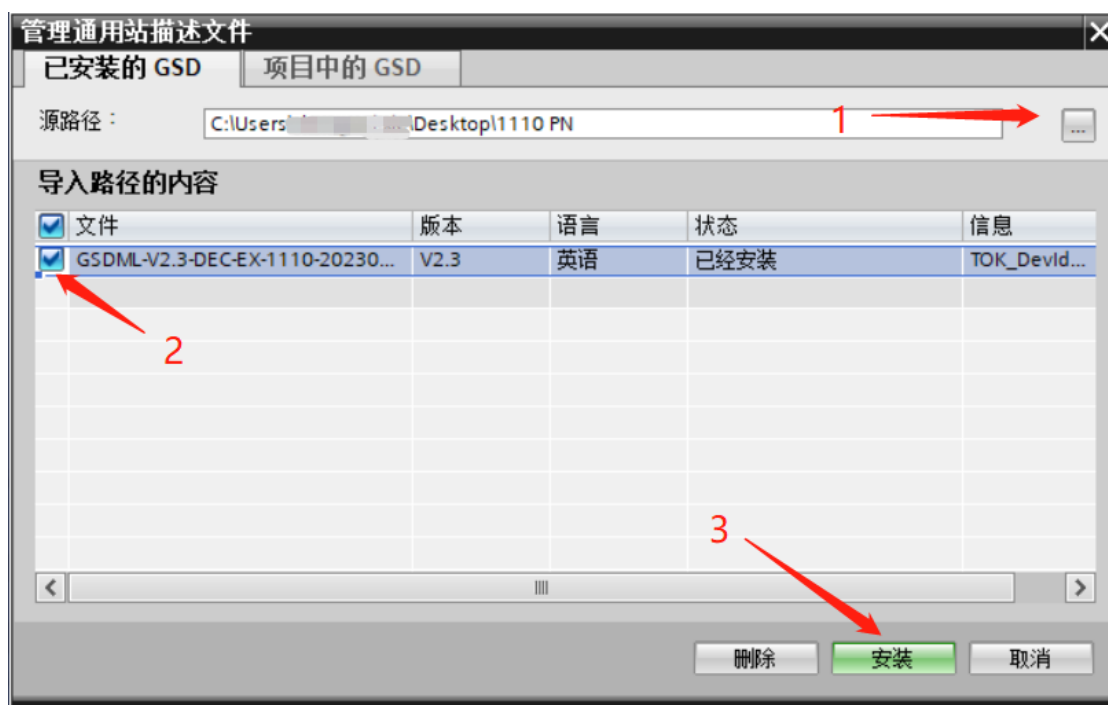 管理通用站描述文件
已安装的 GSD 项目中的 GSD
源路径： C:\Users \Desktop\1110 PN 1 ...
导入路径的内容
文件 版本 语言 状态 信息
GSDML-V2.3-DEC-EX-1110-20230... V2.3 英语 已经安装 TOK_DevId...
2
3
删除 安装 取消